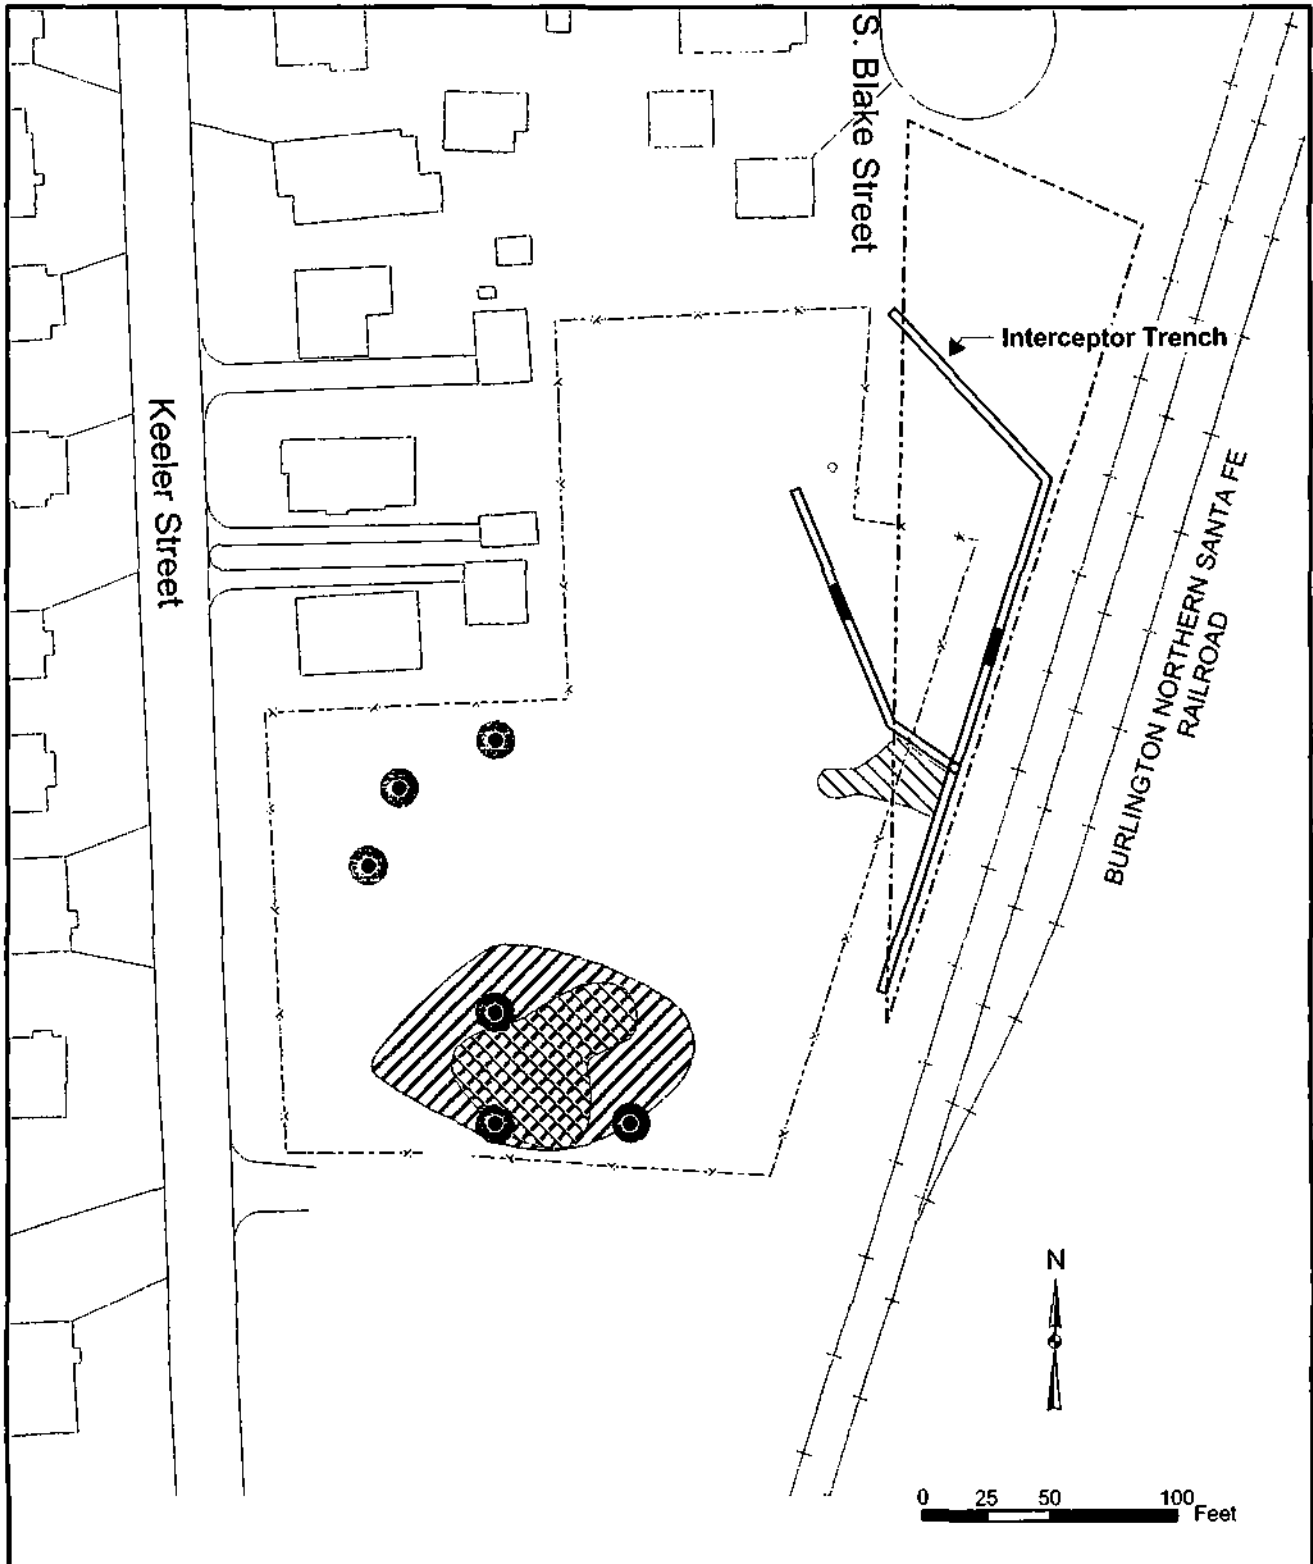 S. Blake Street
Interceptor Trench
Keeler Street
BURLINGTON NORTHERN SANTA FE
RAILROAD
N
0 25 50 100
Feet